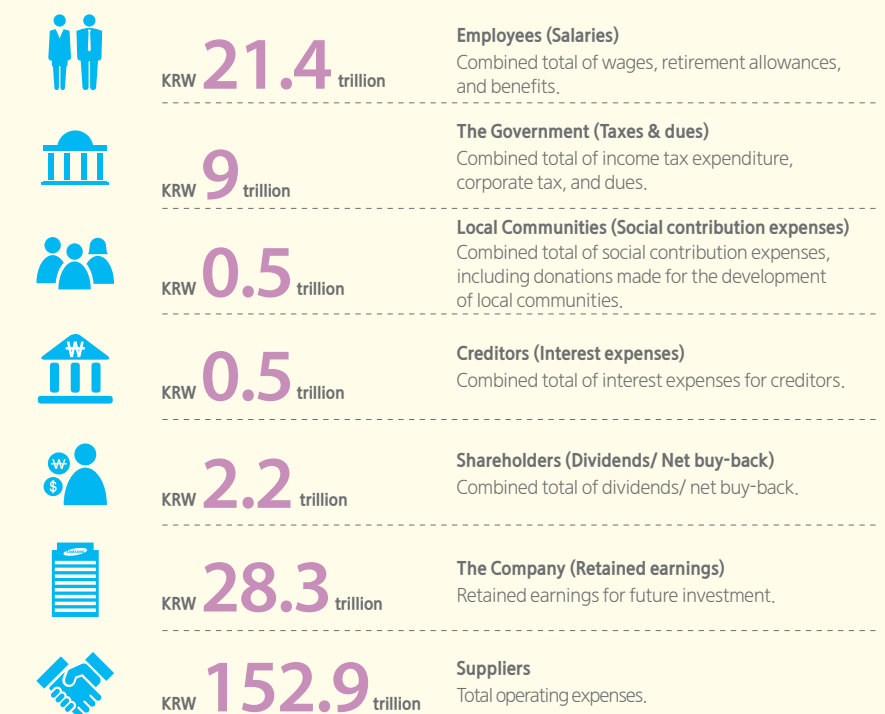 Employees (Salaries)
KRW 21.4 trillion
Combined total of wages, retirement allowances,
and benefits.
The Government (Taxes & dues)
KRW 9 trillion
Combined total of income tax expenditure,
corporate tax, and dues.
Local Communities (Social contribution expenses)
KRW 0.5 trillion
Combined total of social contribution expenses,
including donations made for the development
of local communities.
₩
Creditors (Interest expenses)
KRW 0.5 trillion
Combined total of interest expenses for creditors.
₩
$
Shareholders (Dividends/ Net buy-back)
KRW 2.2 trillion
Combined total of dividends/ net buy-back.
The Company (Retained earnings)
KRW 28.3 trillion
Retained earnings for future investment.
Suppliers
KRW 152.9 trillion
Total operating expenses.